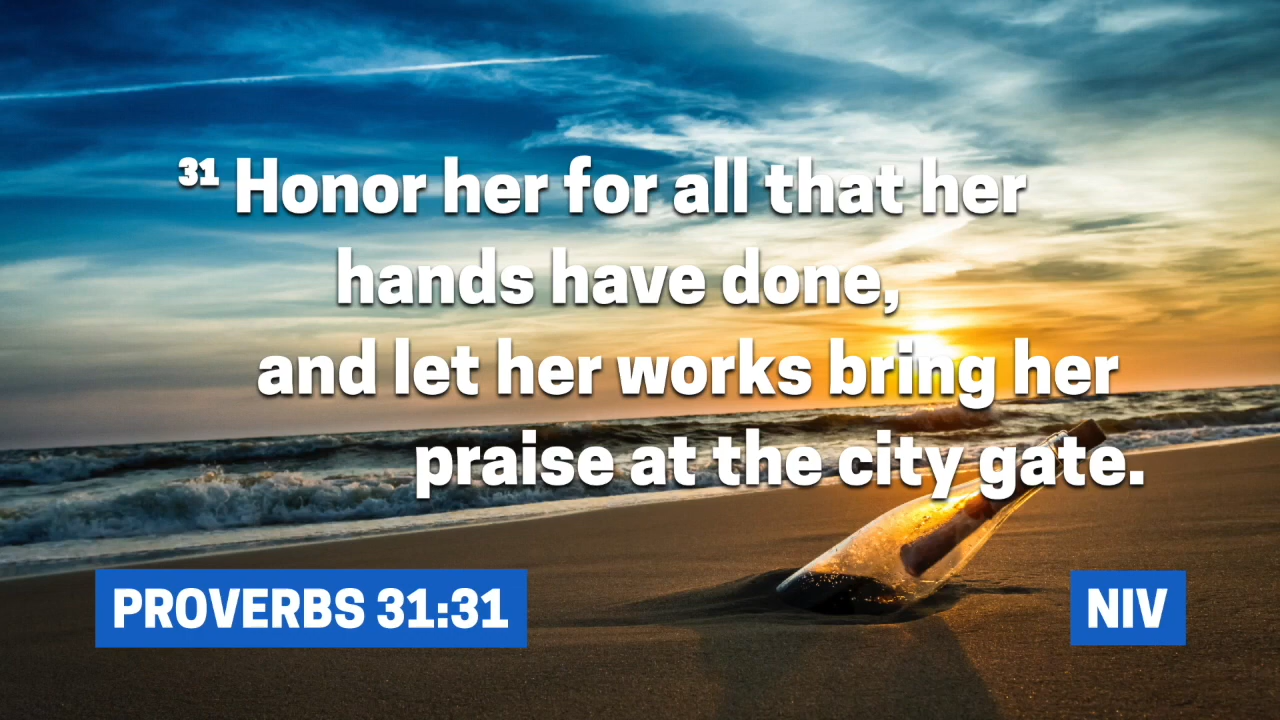 ³¹ Honor her for all that her
hands have done,
and let her works bring her
praise at the city gate.
PROVERBS 31:31
NIV